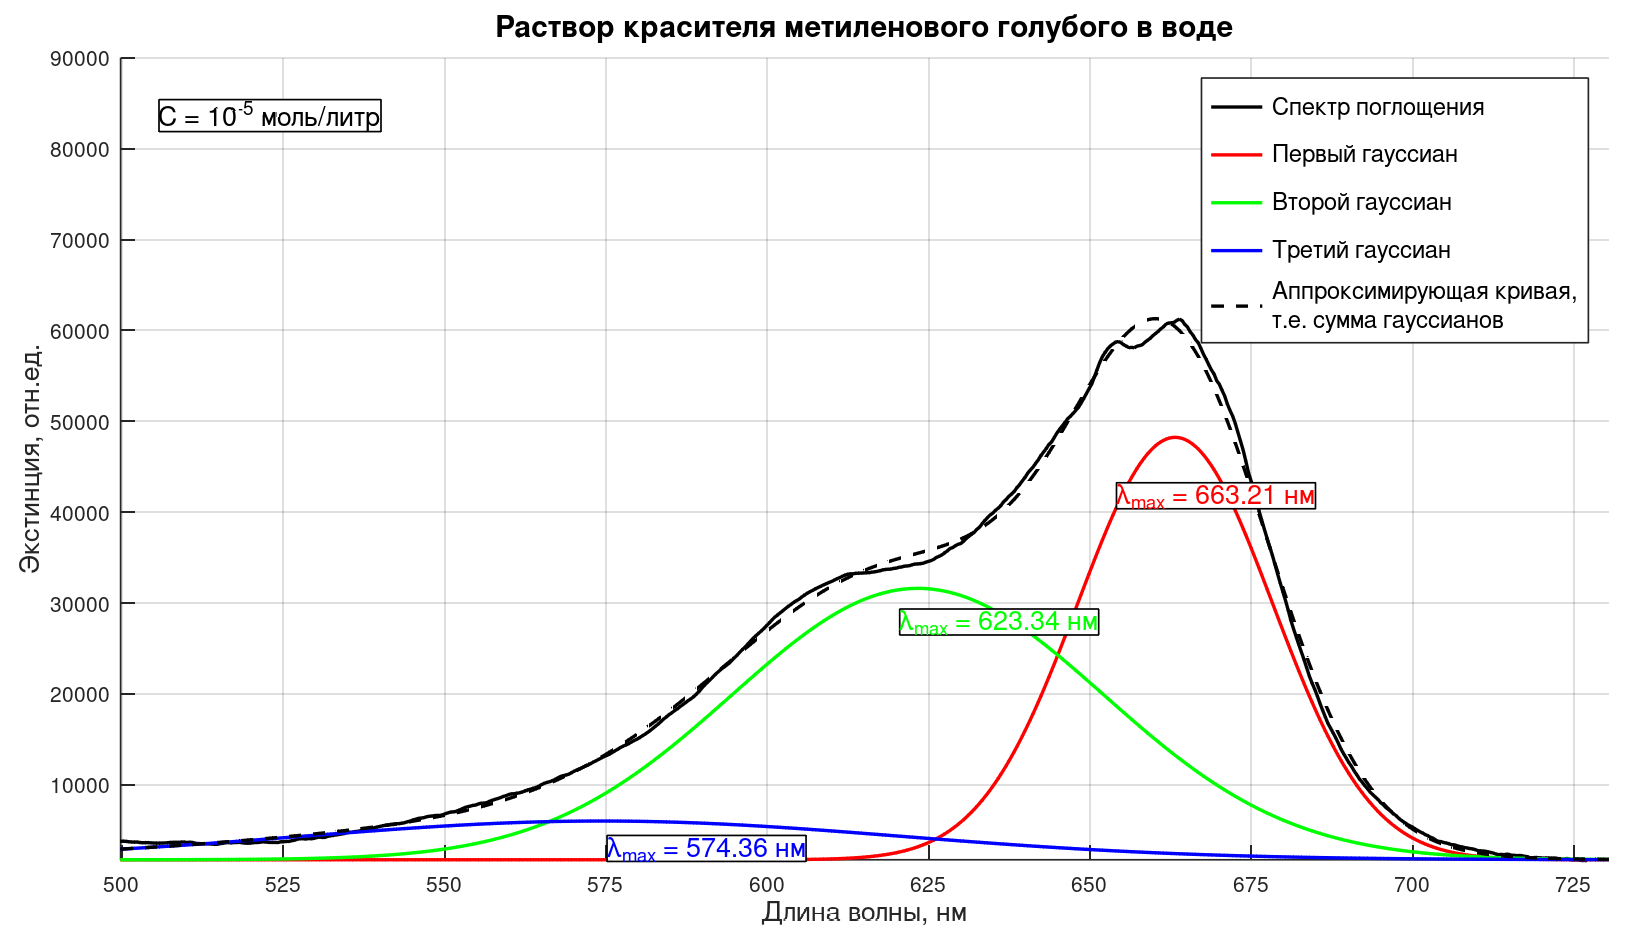 Раствор красителя метиленового голубого в воде
90000
80000
70000
60000
50000
40000
30000
20000
10000
Экстинция, отн.ед.
C = 10⁻⁵ моль/литр
Спектр поглощения
Первый гауссиан
Второй гауссиан
Третий гауссиан
Аппроксимирующая кривая,
т.е. сумма гауссианов
λmax = 663.21 нм
λmax = 623.34 нм
λmax = 574.36 нм
500 525 550 575 600 625 650 675 700 725
Длина волны, нм